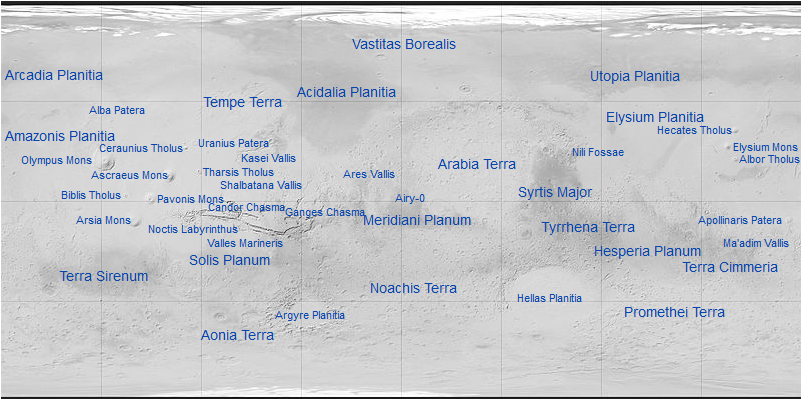 Vastitas Borealis
Arcadia Planitia
Utopia Planitia
Acidalia Planitia
Tempe Terra
Alba Patera
Elysium Planitia
Hecates Tholus
Amazonis Planitia
Uranius Patera
Ceraunius Tholus
Elysium Mons
Nili Fossae
Kasei Vallis
Olympus Mons
Albor Tholus
Arabia Terra
Tharsis Tholus
Ascraeus Mons
Ares Vallis
Shalbatana Vallis
Syrtis Major
Biblis Tholus
Pavonis Mons
Airy-0
Candor Chasma
Ganges Chasma
Arsia Mons
Meridiani Planum
Apollinaris Patera
Noctis Labyrinthus
Tyrrhena Terra
Valles Marineris
Ma'adim Vallis
Hesperia Planum
Solis Planum
Terra Cimmeria
Terra Sirenum
Noachis Terra
Hellas Planitia
Argyre Planitia
Promethei Terra
Aonia Terra